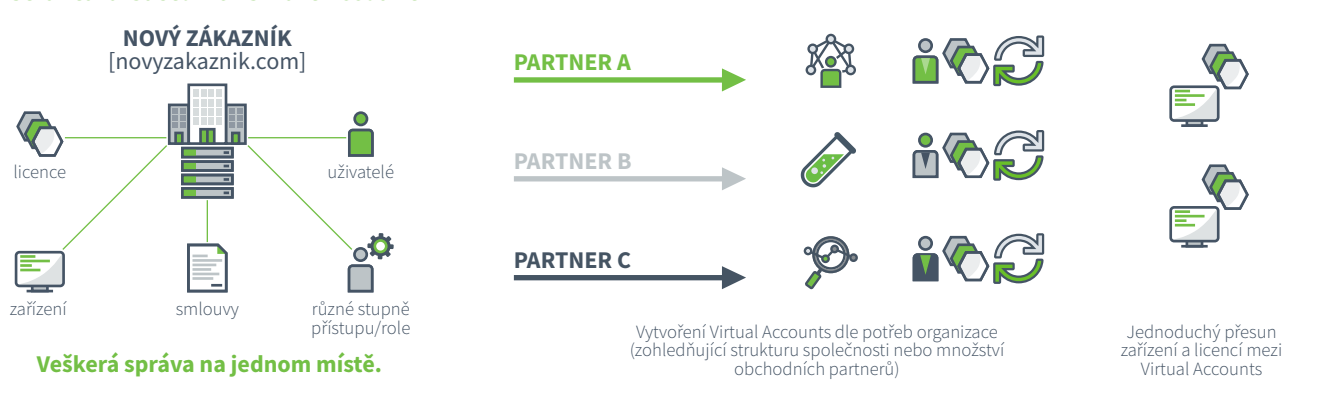 NOVÝ ZÁKAZNÍK
[novyzakaznik.com]
licence
uživatelé
zařízení
smlouvy
různé stupně
přístupu/role
Veškerá správa na jednom místě.
PARTNER A
PARTNER B
PARTNER C
Vytvoření Virtual Accounts dle potřeb organizace
(zohledňující strukturu společnosti nebo množství
obchodních partnerů)
Jednoduchý přesun
zařízení a licencí mezi
Virtual Accounts